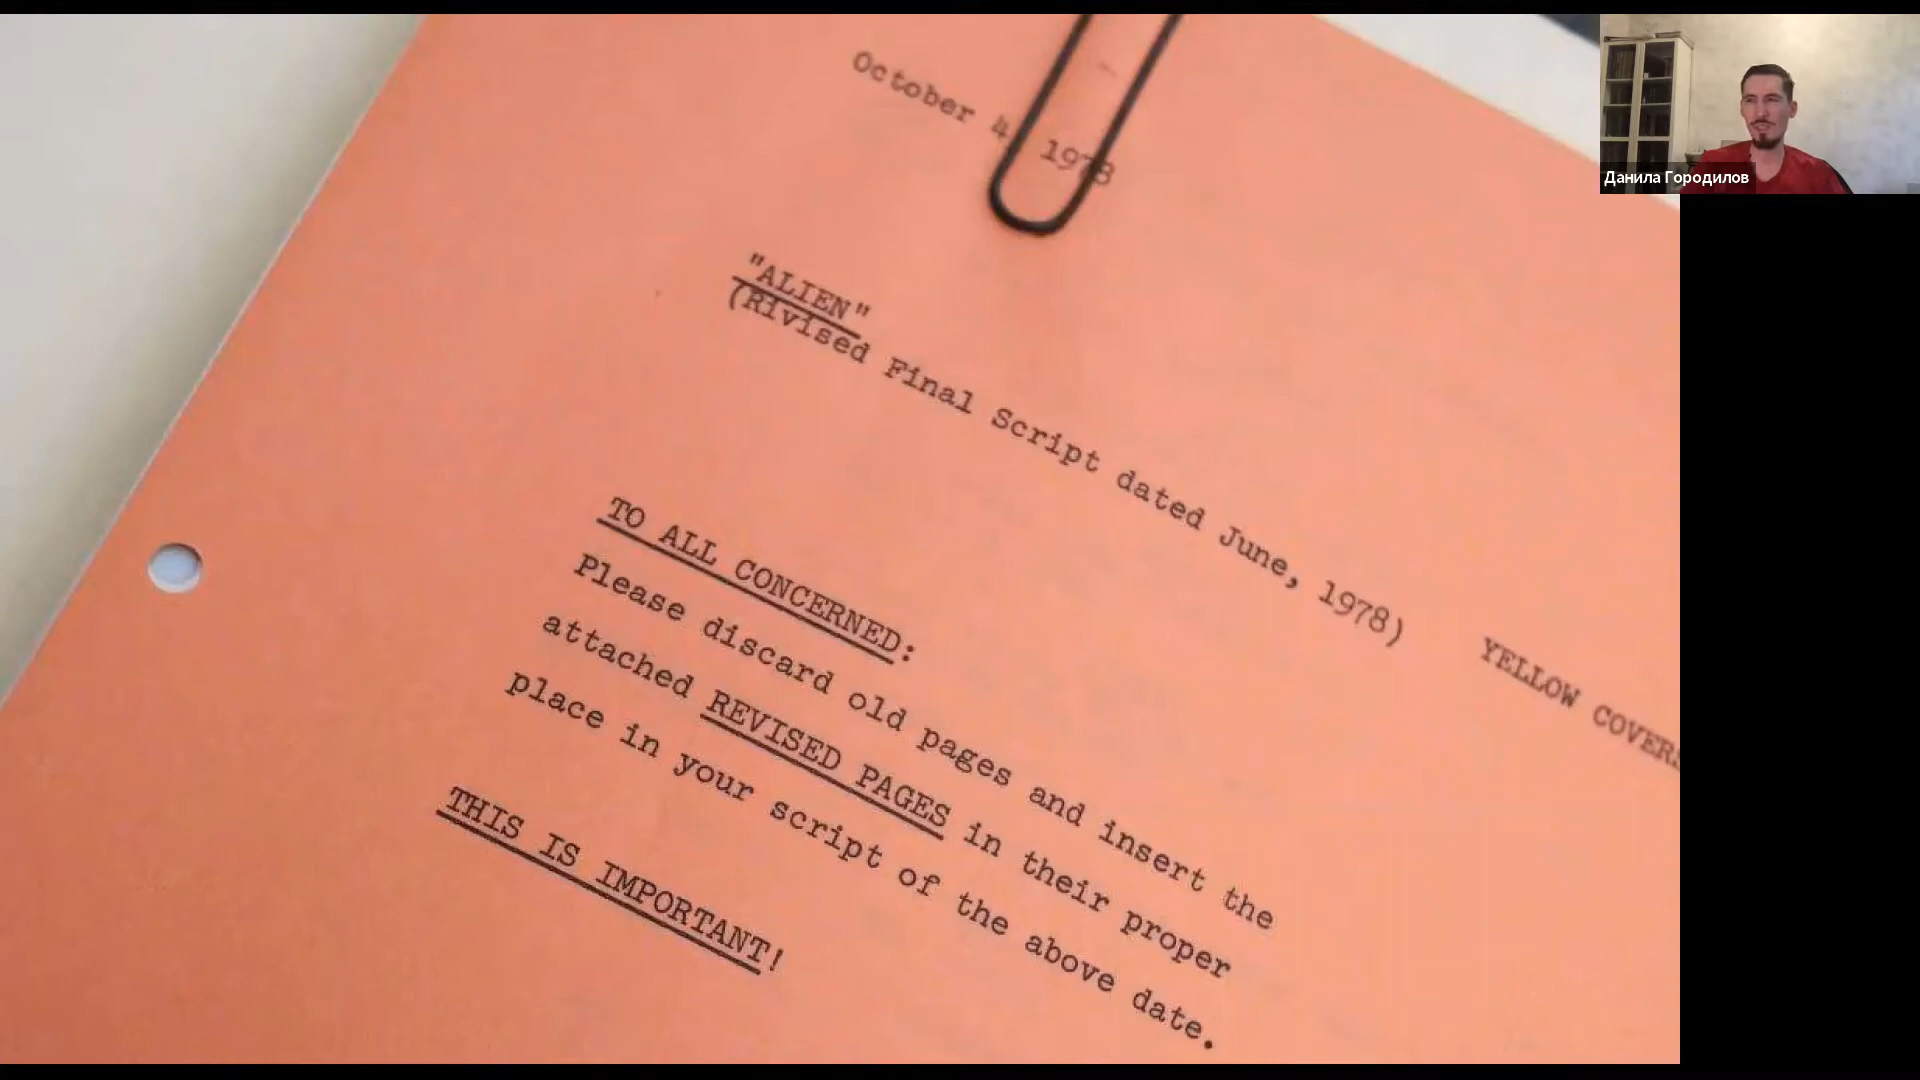 October 4, 1978
"ALIEN"
(Rivised Final Script dated June, 1978) YELLOW COVERS
TO ALL CONCERNED:
Please discard old pages and insert the
attached REVISED PAGES in their proper
place in your script of the above date.
THIS IS IMPORTANT!
Данила Городилов